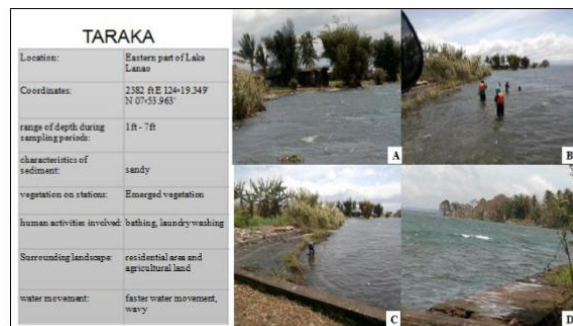 TARAKA
Location: Eastern part of Lake
Lanao
Coordinates: 2382 ft E 124°19.349'
N 07°53.963'
range of depth during 1ft - 7ft
sampling periods:
characteristics of
sediment: sandy
vegetation on stations: Emerged vegetation
human activities involved: bathing, laundry washing
Surrounding landscape: residential area and
agricultural land
water movement: faster water movement,
wavy
A
B
C
D